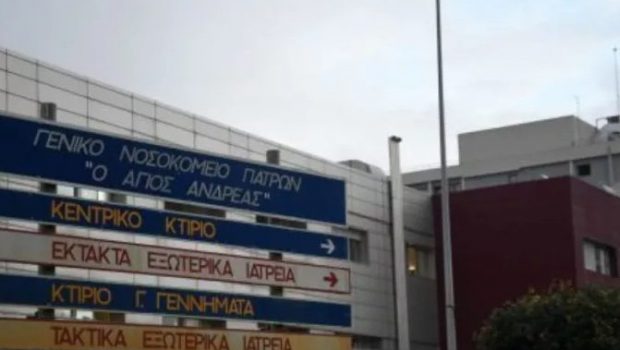 ΓΕΝΙΚΟ ΝΟΣΟΚΟΜΕΙΟ ΠΑΤΡΩΝ
"Ο ΑΓΙΟΣ ΑΝΔΡΕΑΣ"
ΚΕΝΤΡΙΚΟ ΚΤΙΡΙΟ
ΕΚΤΑΚΤΑ ΕΞΩΤΕΡΙΚΑ ΙΑΤΡΕΙΑ
ΚΤΙΡΙΟ Γ. ΓΕΝΝΗΜΑΤΑ
ΤΑΚΤΙΚΑ ΕΞΩΤΕΡΙΚΑ ΙΑΤΡΕΙΑ